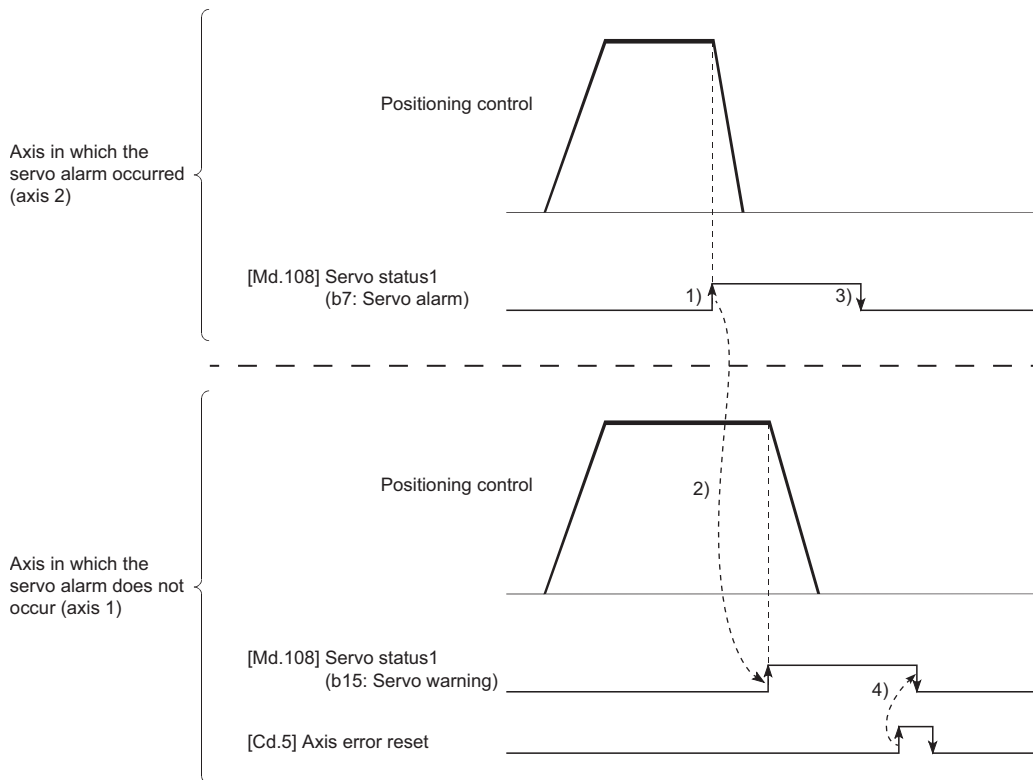 Positioning control
Axis in which the
servo alarm occurred
(axis 2)
[Md.108] Servo status1
(b7: Servo alarm)
1)
3)
Positioning control
2)
Axis in which the
servo alarm does not
occur (axis 1)
[Md.108] Servo status1
(b15: Servo warning)
4)
[Cd.5] Axis error reset